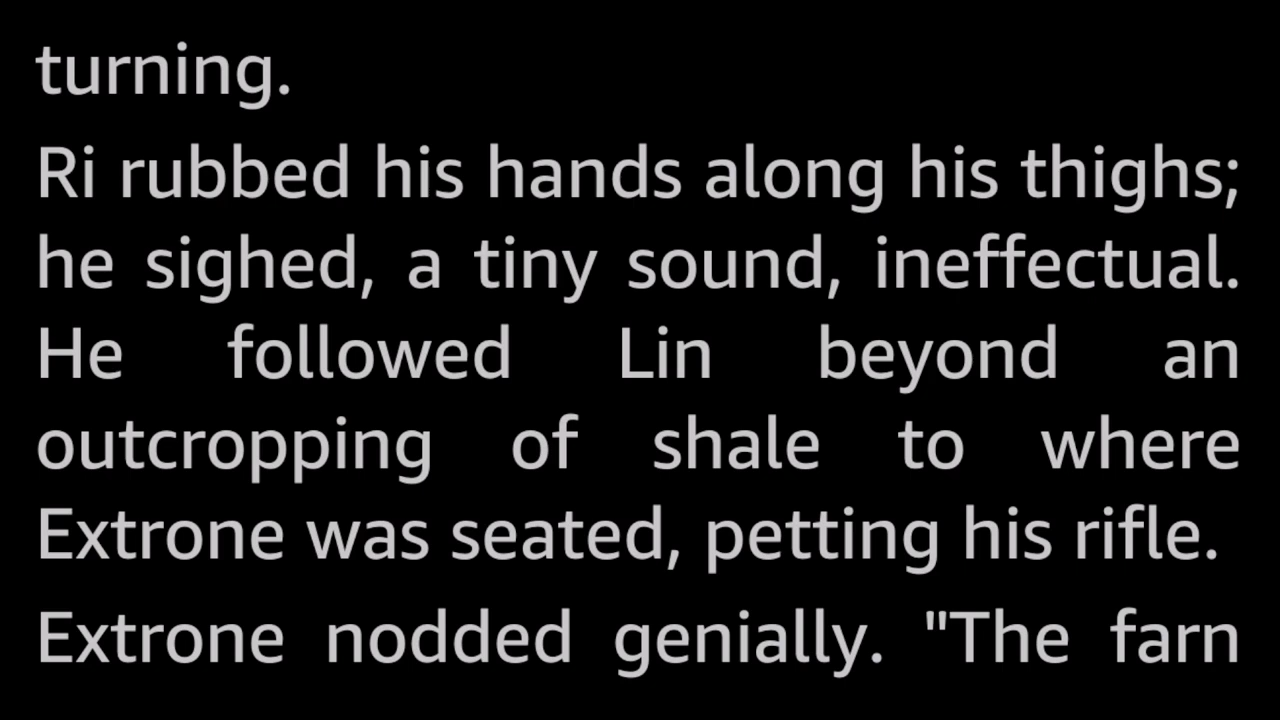 turning.
Ri rubbed his hands along his thighs;
he sighed, a tiny sound, ineffectual.
He followed Lin beyond an
outcropping of shale to where
Extrone was seated, petting his rifle.
Extrone nodded genially. "The farn